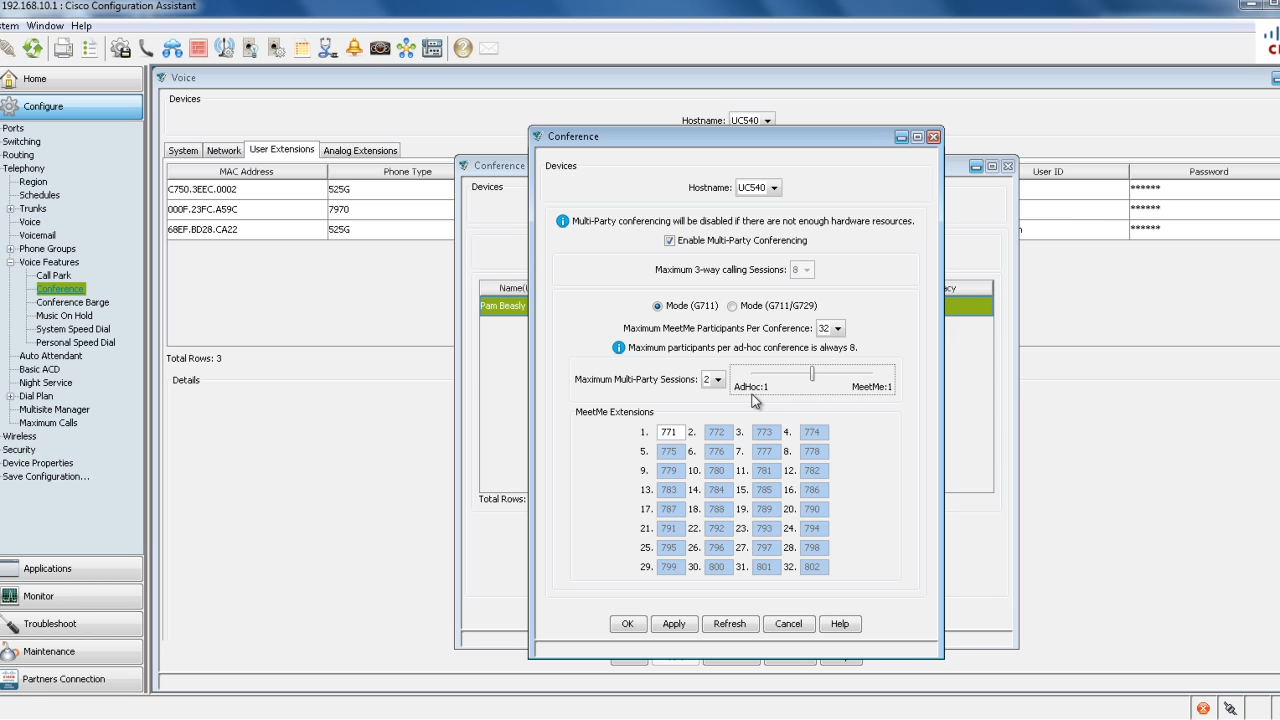 192.168.10.1 : Cisco Configuration Assistant
stem Window Help
Home
Configure
Ports
Switching
Routing
Telephony
Region
Schedules
Trunks
Voice
Voicemail
Phone Groups
Voice Features
Call Park
Conference
Conference Barge
Music On Hold
System Speed Dial
Personal Speed Dial
Auto Attendant
Basic ACD
Night Service
Dial Plan
Multisite Manager
Maximum Calls
Wireless
Security
Device Properties
Save Configuration...
Applications
Monitor
Troubleshoot
Maintenance
Partners Connection
Voice
Devices
Hostname: UC540
System Network User Extensions Analog Extensions
MAC Address Phone Type User ID Password
C750.3EEC.0002 525G ******
000F.23FC.A59C 7970 ******
68EF.BD28.CA22 525G n ******
Total Rows: 3
Details
Conference
Devices
Name(
acy
Pam Beasly
Total Rows:
Conference
Devices
Hostname: UC540
Multi-Party conferencing will be disabled if there are not enough hardware resources.
Enable Multi-Party Conferencing
Maximum 3-way calling Sessions: 8
Mode (G711) Mode (G711/G729)
Maximum MeetMe Participants Per Conference: 32
Maximum participants per ad-hoc conference is always 8.
Maximum Multi-Party Sessions: 2
AdHoc:1 MeetMe:1
MeetMe Extensions
1. 771 2. 772 3. 773 4. 774
5. 775 6. 776 7. 777 8. 778
9. 779 10. 780 11. 781 12. 782
13. 783 14. 784 15. 785 16. 786
17. 787 18. 788 19. 789 20. 790
21. 791 22. 792 23. 793 24. 794
25. 795 26. 796 27. 797 28. 798
29. 799 30. 800 31. 801 32. 802
OK Apply Refresh Cancel Help